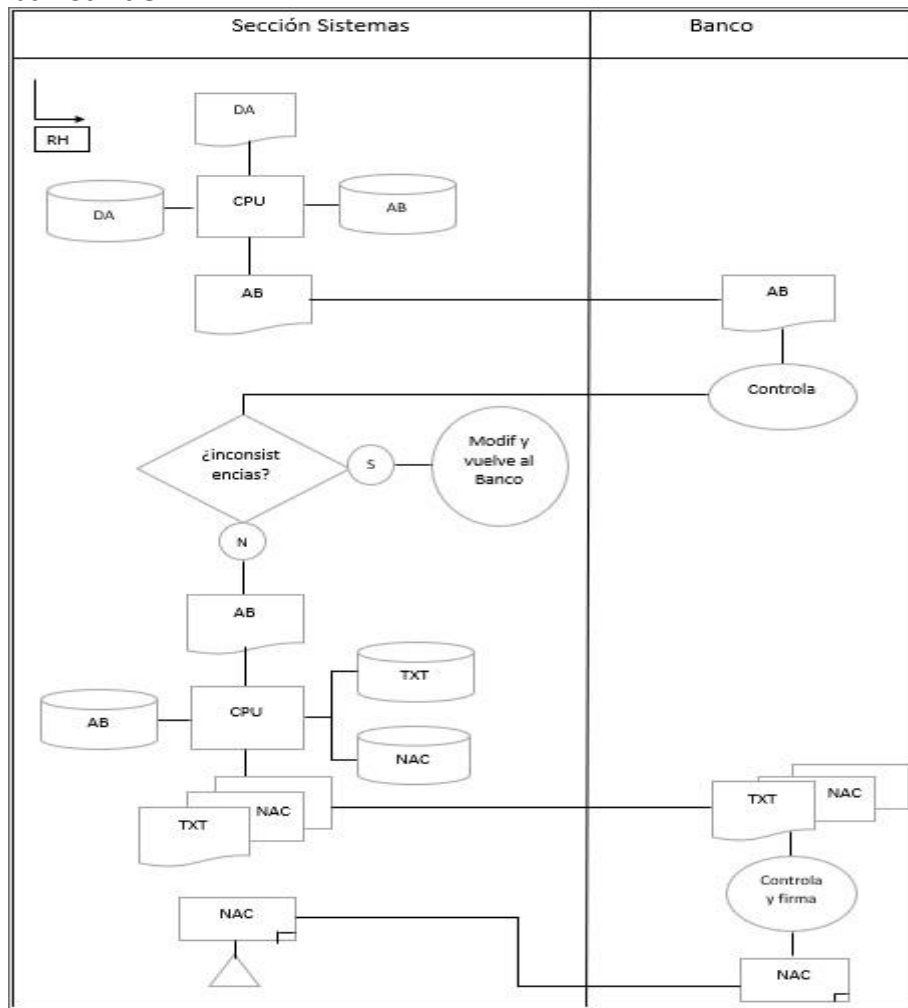 Sección Sistemas
Banco
DA
RH
CPU
DA
AB
AB
AB
Controla
¿inconsist
encias?
S
Modif y
vuelve al
Banco
N
AB
TXT
CPU
AB
NAC
NAC
TXT
NAC
TXT
Controla
y firma
NAC
NAC